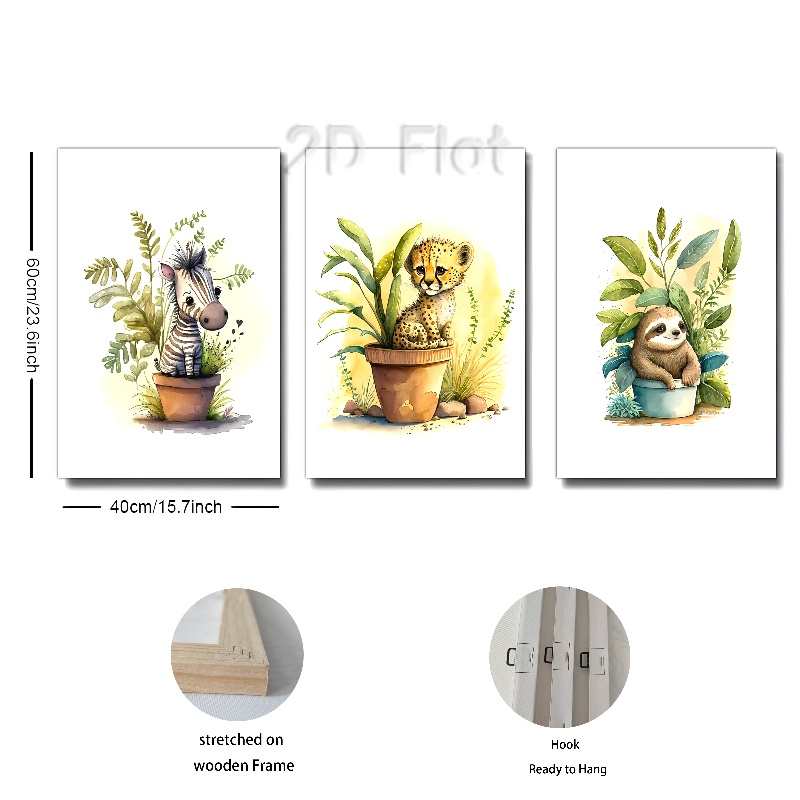 2D Flat
60cm/23.6inch
40cm/15.7inch
stretched on
wooden Frame
Hook
Ready to Hang